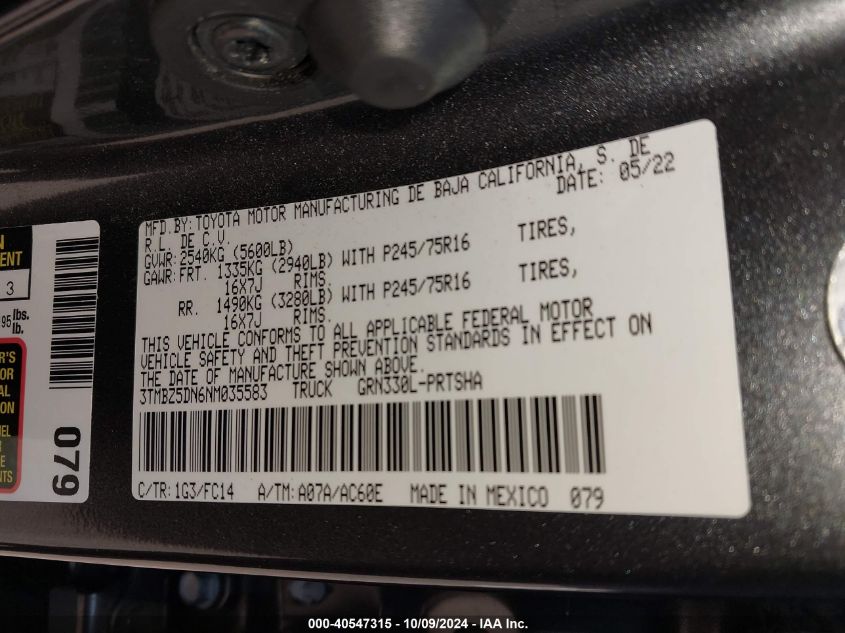 MFD.BY:TOYOTA MOTOR MANUFACTURING DE BAJA CALIFORNIA, S. DE
R.L. DE C.V. DATE: 05/22
GVWR:2540KG (5600LB)
GAWR:FRT. 1335KG (2940LB) WITH P245/75R16 TIRES,
16X7J RIMS.
RR. 1490KG (3280LB) WITH P245/75R16 TIRES,
16X7J RIMS.
THIS VEHICLE CONFORMS TO ALL APPLICABLE FEDERAL MOTOR
VEHICLE SAFETY AND THEFT PREVENTION STANDARDS IN EFFECT ON
THE DATE OF MANUFACTURE SHOWN ABOVE.
3TMBZ5DN6NM035583 TRUCK GRN330L-PRTSHA
C/TR:1G3/FC14 A/TM:A07A/AC60E MADE IN MEXICO 079
3
95 lbs.
lb.
079
000-40547315 - 10/09/2024 - IAA Inc.